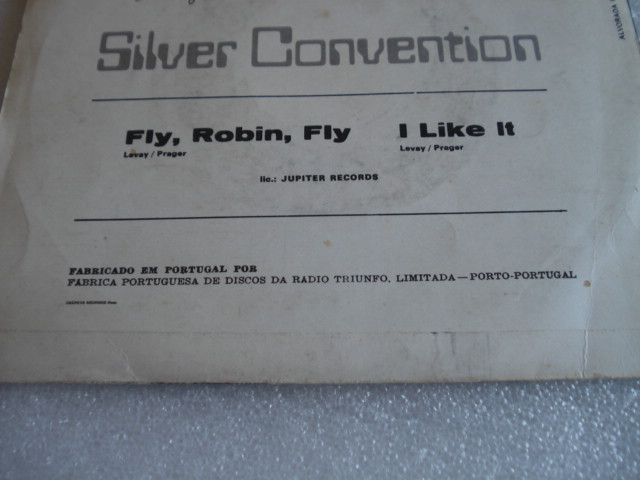 Silver Convention
Fly, Robin, Fly I Like It
Levay / Prager Levay / Prager
lic.: JUPITER RECORDS
FABRICADO EM PORTUGAL POR
FABRICA PORTUGUESA DE DISCOS DA RADIO TRIUNFO, LIMITADA — PORTO-PORTUGAL
ALVORADA